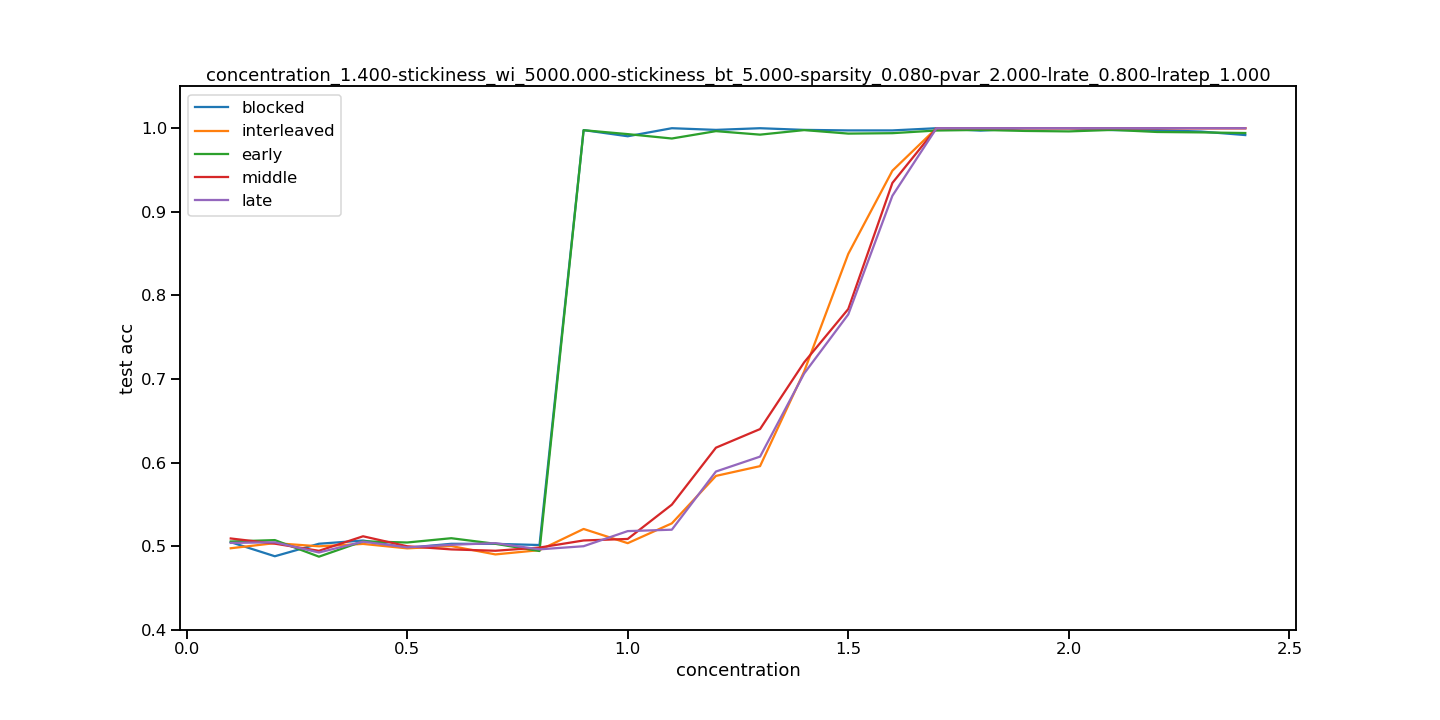 concentration_1.400-stickiness_wi_5000.000-stickiness_bt_5.000-sparsity_0.080-pvar_2.000-lrate_0.800-lratep_1.000
blocked
interleaved
early
middle
late
1.0
0.9
0.8
0.7
0.6
0.5
0.4
test acc
0.0 0.5 1.0 1.5 2.0 2.5
concentration